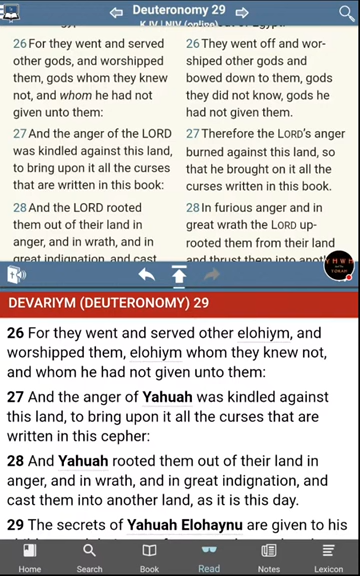 Deuteronomy 29
KJV | NIV (online)
26 For they went and served
other gods, and worshipped
them, gods whom they knew
not, and whom he had not
given unto them:
27 And the anger of the LORD
was kindled against this land,
to bring upon it all the curses
that are written in this book:
28 And the LORD rooted
them out of their land in
anger, and in wrath, and in
great indignation, and cast
26 They went off and wor-
shiped other gods and
bowed down to them, gods
they did not know, gods he
had not given them.
27 Therefore the LORD's anger
burned against this land, so
that he brought on it all the
curses written in this book.
28 In furious anger and in
great wrath the LORD up-
rooted them from their land
and thrust them into
DEVARIYM (DEUTERONOMY) 29
26 For they went and served other elohiym, and
worshipped them, elohiym whom they knew not,
and whom he had not given unto them:
27 And the anger of Yahuah was kindled against
this land, to bring upon it all the curses that are
written in this cepher:
28 And Yahuah rooted them out of their land in
anger, and in wrath, and in great indignation, and
cast them into another land, as it is this day.
29 The secrets of Yahuah Elohaynu are given to his
Home
Search
Book
Read
Notes
Lexicon